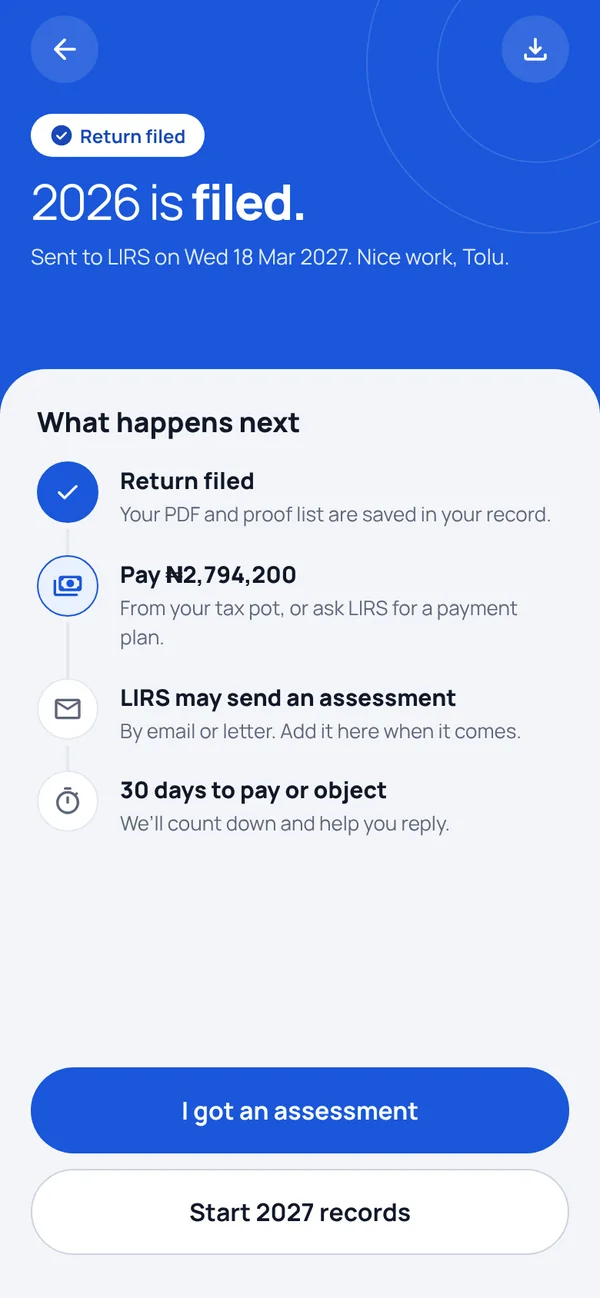 Return filed
2026 is filed.
Sent to LIRS on Wed 18 Mar 2027. Nice work, Tolu.
What happens next
Return filed
Your PDF and proof list are saved in your record.
Pay ₦2,794,200
From your tax pot, or ask LIRS for a payment
plan.
LIRS may send an assessment
By email or letter. Add it here when it comes.
30 days to pay or object
We’ll count down and help you reply.
I got an assessment
Start 2027 records